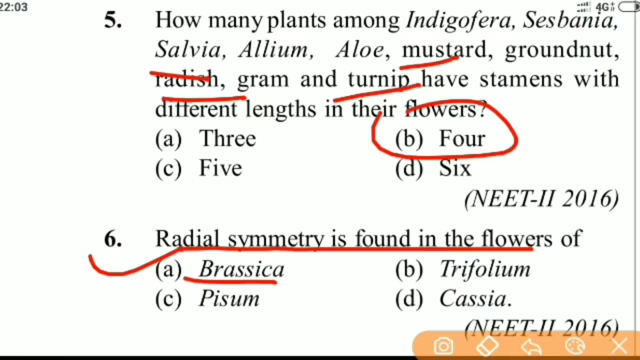 22:03
4G
5. How many plants among Indigofera, Sesbania,
Salvia, Allium, Aloe, mustard, groundnut,
radish, gram and turnip have stamens with
different lengths in their flowers?
(a) Three (b) Four
(c) Five (d) Six
(NEET-II 2016)
6. Radial symmetry is found in the flowers of
(a) Brassica (b) Trifolium
(c) Pisum (d) Cassia.
(NEET-II 2016)